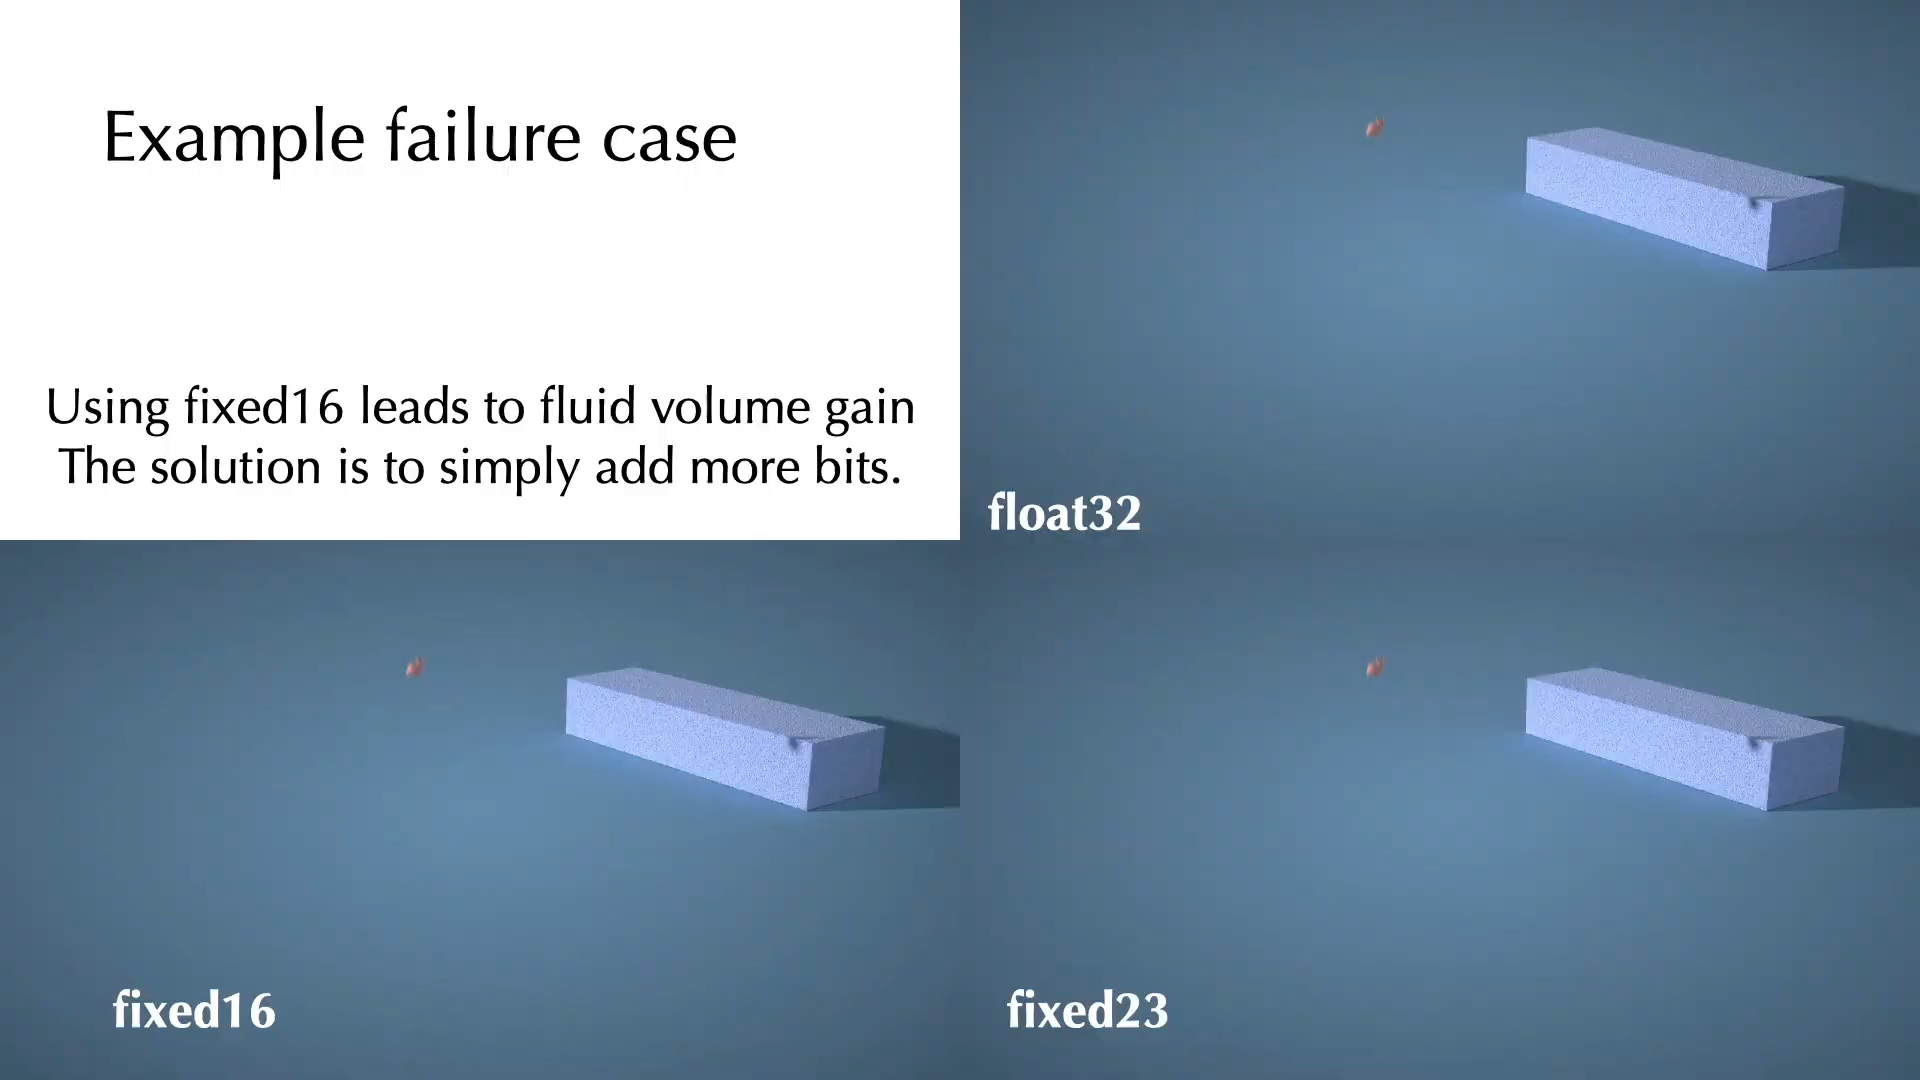 Example failure case
Using fixed16 leads to fluid volume gain
The solution is to simply add more bits.
float32
fixed16
fixed23